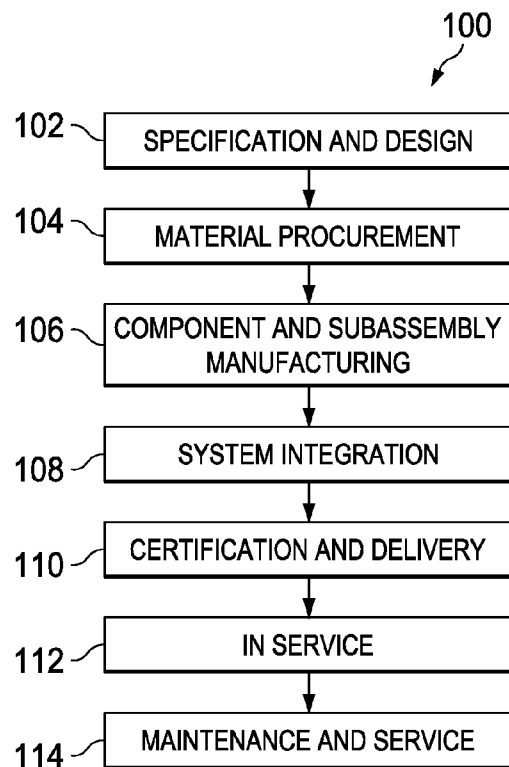 100
102
SPECIFICATION AND DESIGN
104
MATERIAL PROCUREMENT
106
COMPONENT AND SUBASSEMBLY
MANUFACTURING
108
SYSTEM INTEGRATION
110
CERTIFICATION AND DELIVERY
112
IN SERVICE
114
MAINTENANCE AND SERVICE